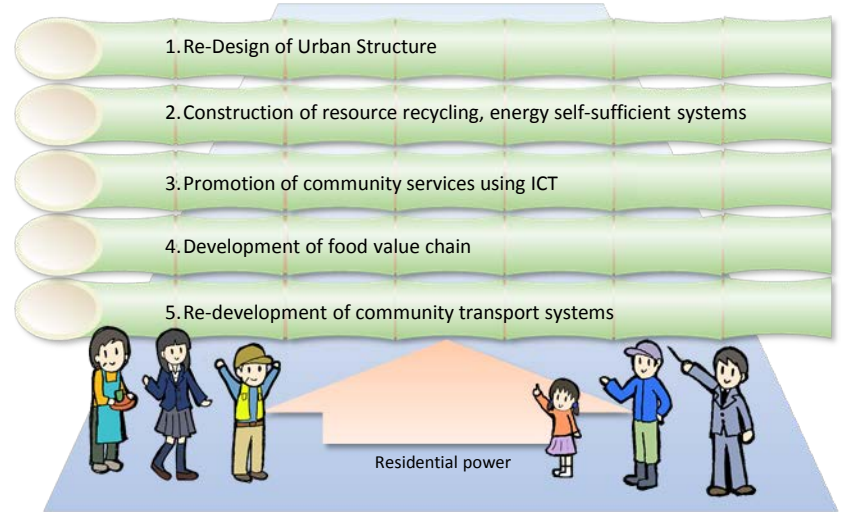 1.Re-Design of Urban Structure
2.Construction of resource recycling, energy self-sufficient systems
3.Promotion of community services using ICT
4.Development of food value chain
5.Re-development of community transport systems
Residential power